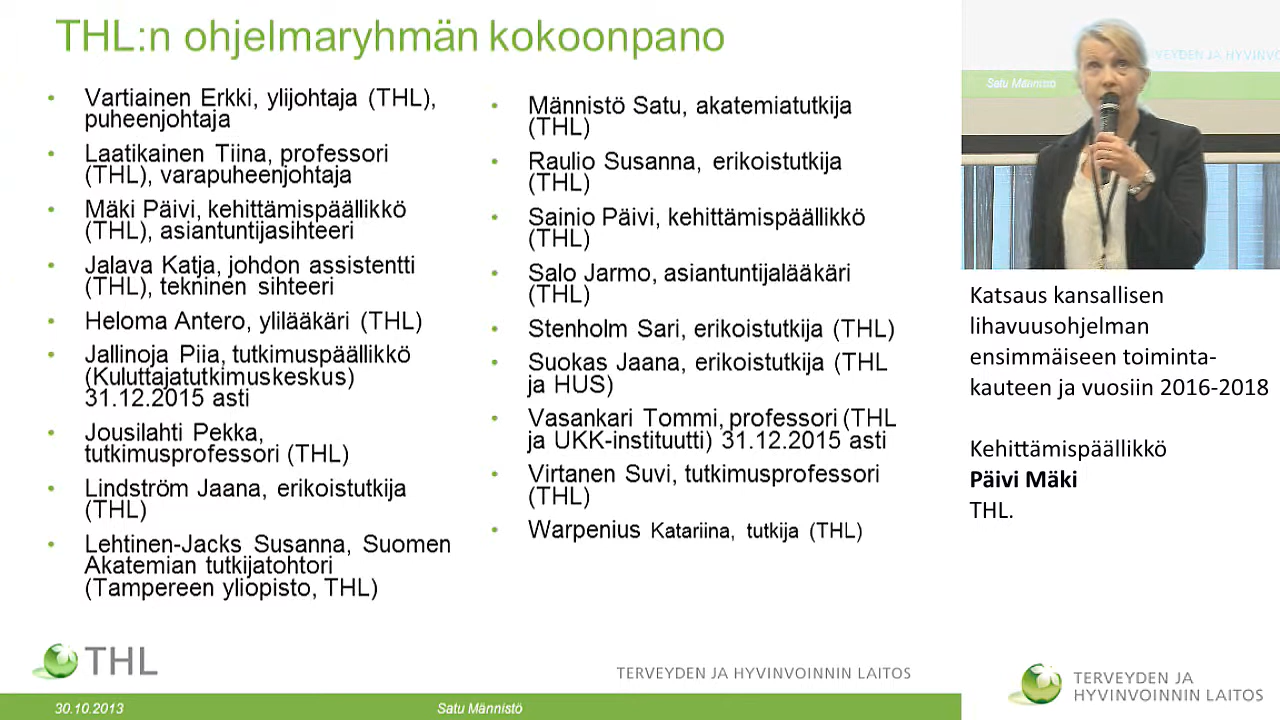 THL:n ohjelmaryhmän kokoonpano
• Vartiainen Erkki, ylijohtaja (THL),
puheenjohtaja
• Laatikainen Tiina, professori
(THL), varapuheenjohtaja
• Mäki Päivi, kehittämispäällikkö
(THL), asiantuntijasihteeri
• Jalava Katja, johdon assistentti
(THL), tekninen sihteeri
• Heloma Antero, ylilääkäri (THL)
• Jallinoja Piia, tutkimuspäällikkö
(Kuluttajatutkimuskeskus)
31.12.2015 asti
• Jousilahti Pekka,
tutkimusprofessori (THL)
• Lindström Jaana, erikoistutkija
(THL)
• Lehtinen-Jacks Susanna, Suomen
Akatemian tutkijatohtori
(Tampereen yliopisto, THL)
• Männistö Satu, akatemiatutkija
(THL)
• Raulio Susanna, erikoistutkija
(THL)
• Sainio Päivi, kehittämispäällikkö
(THL)
• Salo Jarmo, asiantuntijalääkäri
(THL)
• Stenholm Sari, erikoistutkija (THL)
• Suokas Jaana, erikoistutkija (THL
ja HUS)
• Vasankari Tommi, professori (THL
ja UKK-instituutti) 31.12.2015 asti
• Virtanen Suvi, tutkimusprofessori
(THL)
• Warpenius Katariina, tutkija (THL)
THL
TERVEYDEN JA HYVINVOINNIN LAITOS
30.10.2013
Satu Männistö
JA HYVINVO
Satu Männistö
Katsaus kansallisen
lihavuusohjelman
ensimmäiseen toiminta-
kauteen ja vuosiin 2016-2018
Kehittämispäällikkö
Päivi Mäki
THL.
TERVEYDEN JA
HYVINVOINNIN LAITOS